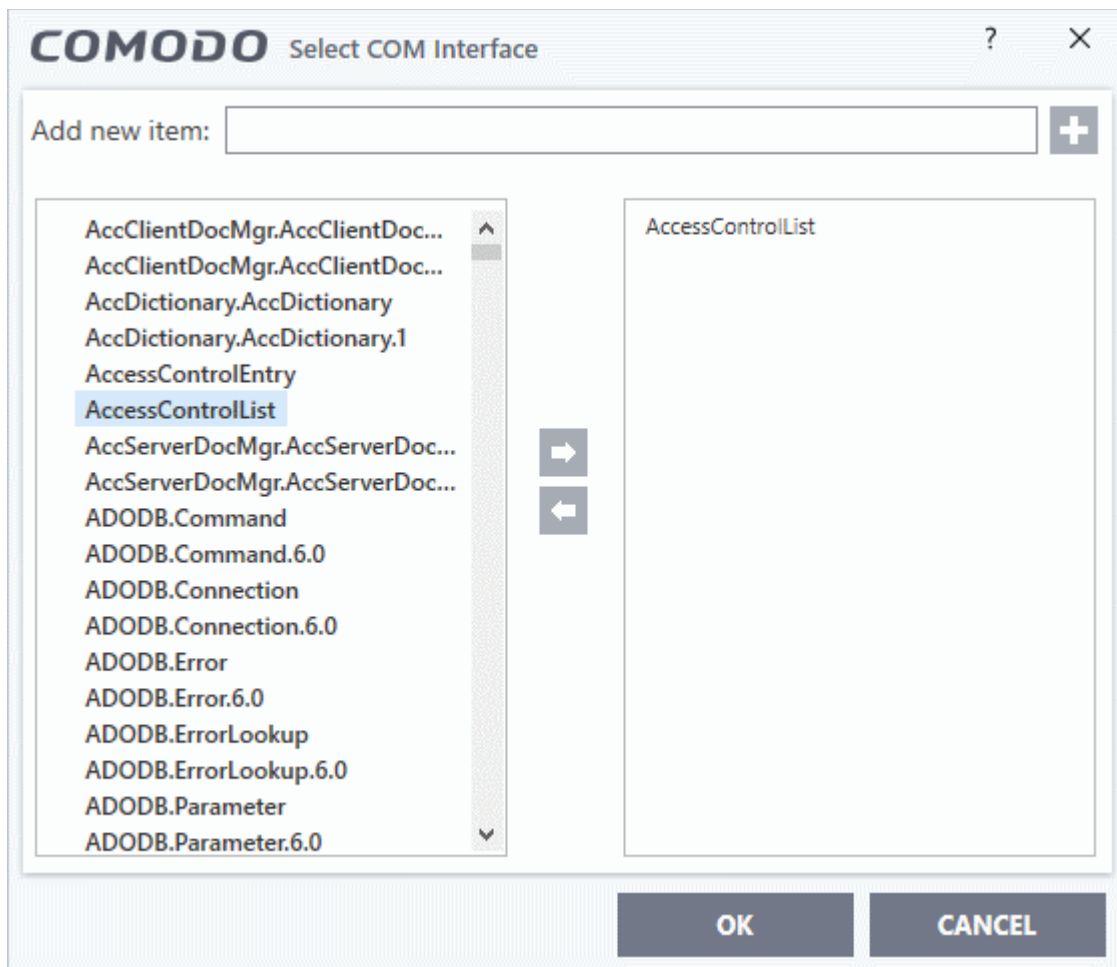 COMODO Select COM Interface ? ×
Add new item:
AccClientDocMgr.AccClientDoc...
AccClientDocMgr.AccClientDoc...
AccDictionary.AccDictionary
AccDictionary.AccDictionary.1
AccessControlEntry
AccessControlList
AccServerDocMgr.AccServerDoc...
AccServerDocMgr.AccServerDoc...
ADODB.Command
ADODB.Command.6.0
ADODB.Connection
ADODB.Connection.6.0
ADODB.Error
ADODB.Error.6.0
ADODB.ErrorLookup
ADODB.ErrorLookup.6.0
ADODB.Parameter
ADODB.Parameter.6.0
AccessControlList
OK CANCEL